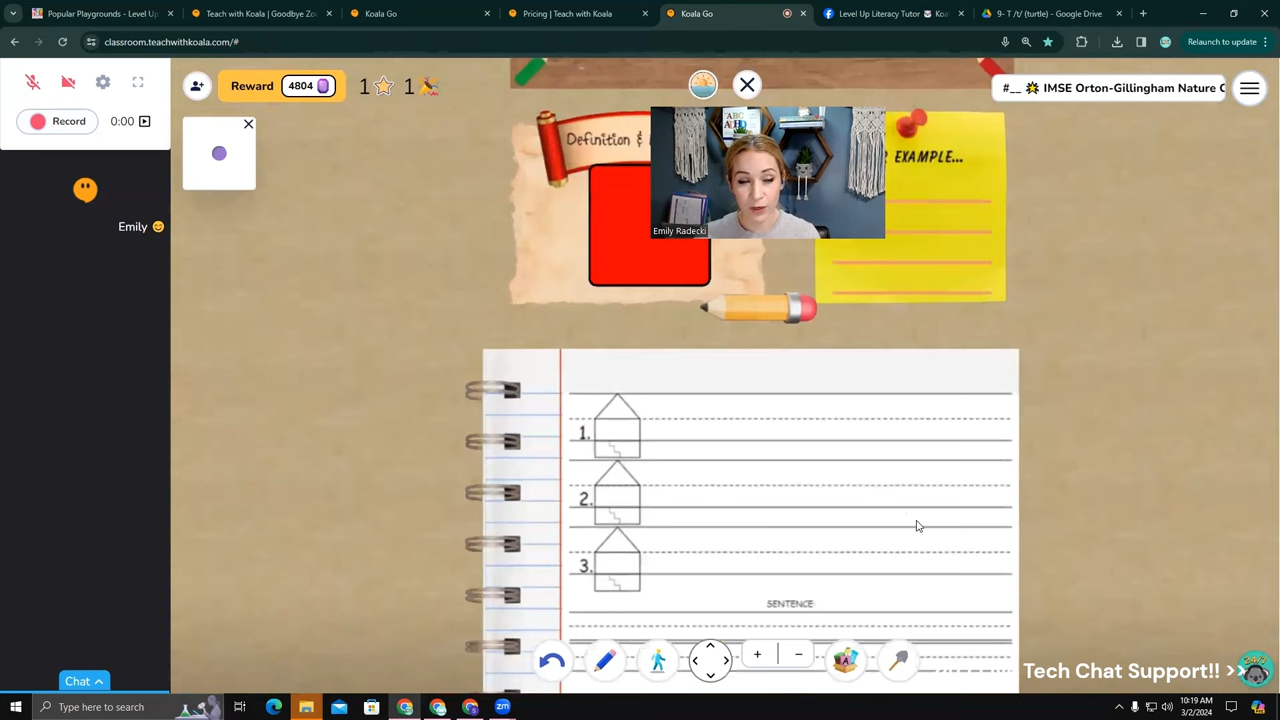 Popular Playgrounds - Level Up
Teach with Koala | Goodbye Zoo
Koala Go
Pricing | Teach with Koala
Koala Go
Level Up Literacy Tutor
Koa
9- T /t/ (turtle) - Google Drive
classroom.teachwithkoala.com/#
Relaunch to update
Reward
4804
1
1
#__
IMSE Orton-Gillingham Nature C
Record
0:00
Definition &
EXAMPLE...
ABC
Emily Radecki
Emily
1.
2.
3.
SENTENCE:
Tech Chat Support!! >>
Chat
Type here to search
10:19 AM
3/2/2024